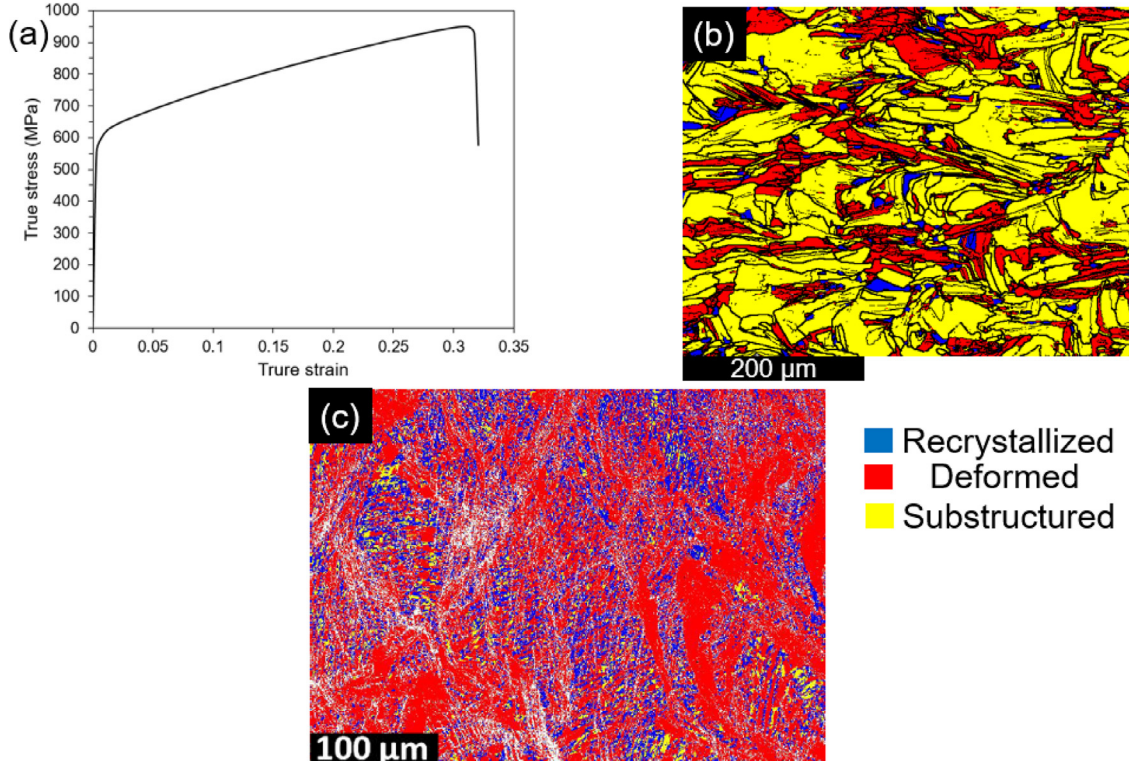 (a)
True stress (MPa)
1000
900
800
700
600
500
400
300
200
100
0
0
0.05
0.1
0.15
0.2
0.25
0.3
0.35
Trure strain
(b)
200 µm
(c)
100 µm
Recrystallized
Deformed
Substructured